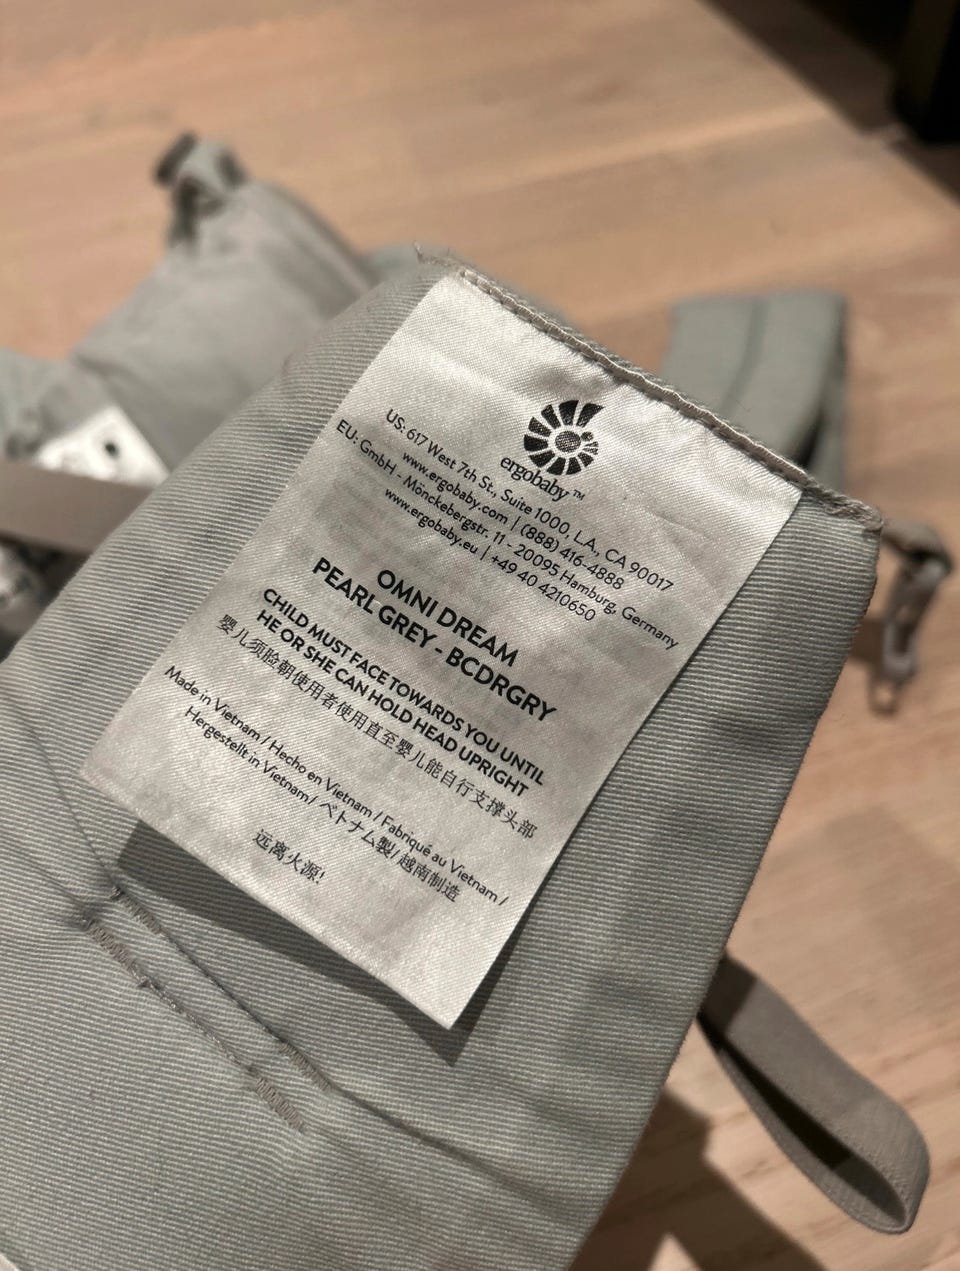 ergobaby ™
US: 617 West 7th St., Suite 1000, L.A., CA 90017
www.ergobaby.com | (888) 416-4888
EU: GmbH - Mönckebergstr. 11 - 20095 Hamburg, Germany
www.ergobaby.eu | +49 40 4210650
OMNI DREAM
PEARL GREY - BCDRGRY
CHILD MUST FACE TOWARDS YOU UNTIL
HE OR SHE CAN HOLD HEAD UPRIGHT
婴儿须脸朝使用者使用直至婴儿能自行支撑头部
Made in Vietnam / Hecho en Vietnam / Fabriqué au Vietnam /
Hergestellt in Vietnam/ ベトナム製/ 越南制造
远离火源!